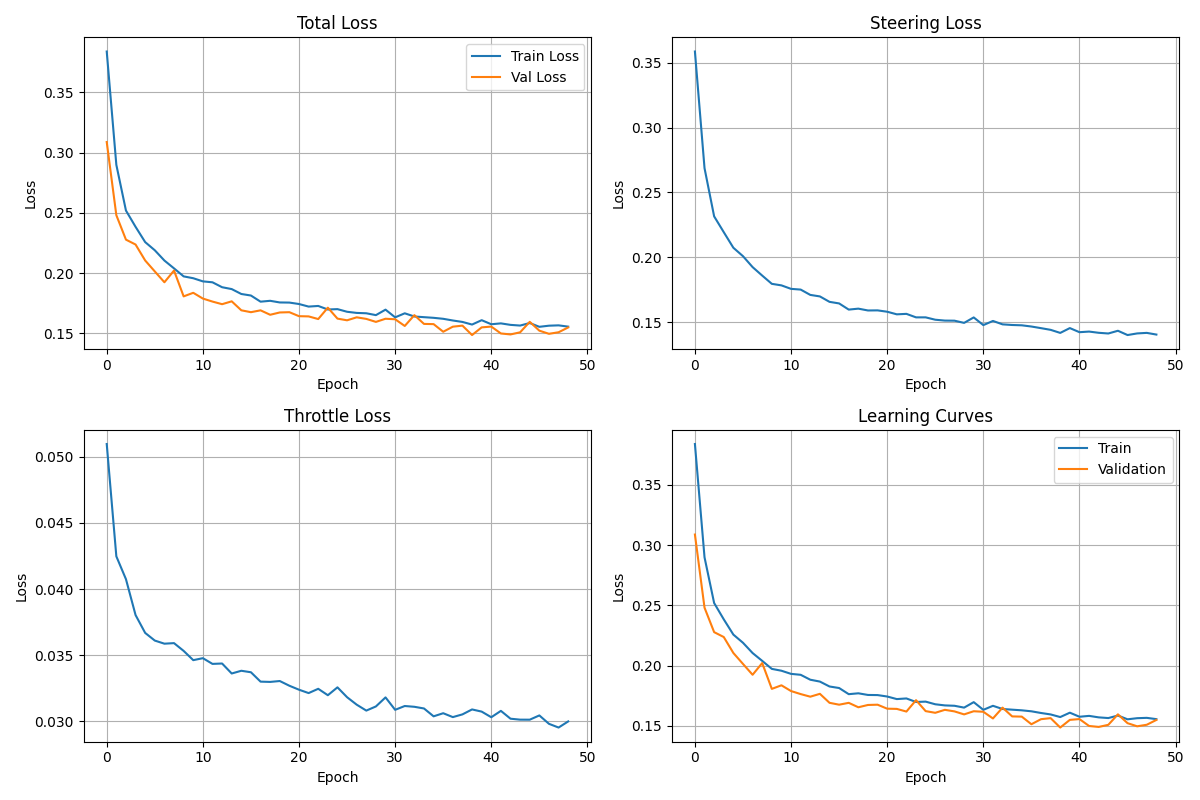 Total Loss
Train Loss
Val Loss
0.35
0.30
0.25
0.20
0.15
Loss
0 10 20 30 40 50
Epoch
Steering Loss
0.35
0.30
0.25
0.20
0.15
Loss
0 10 20 30 40 50
Epoch
Throttle Loss
0.050
0.045
0.040
0.035
0.030
Loss
0 10 20 30 40 50
Epoch
Learning Curves
Train
Validation
0.35
0.30
0.25
0.20
0.15
Loss
0 10 20 30 40 50
Epoch